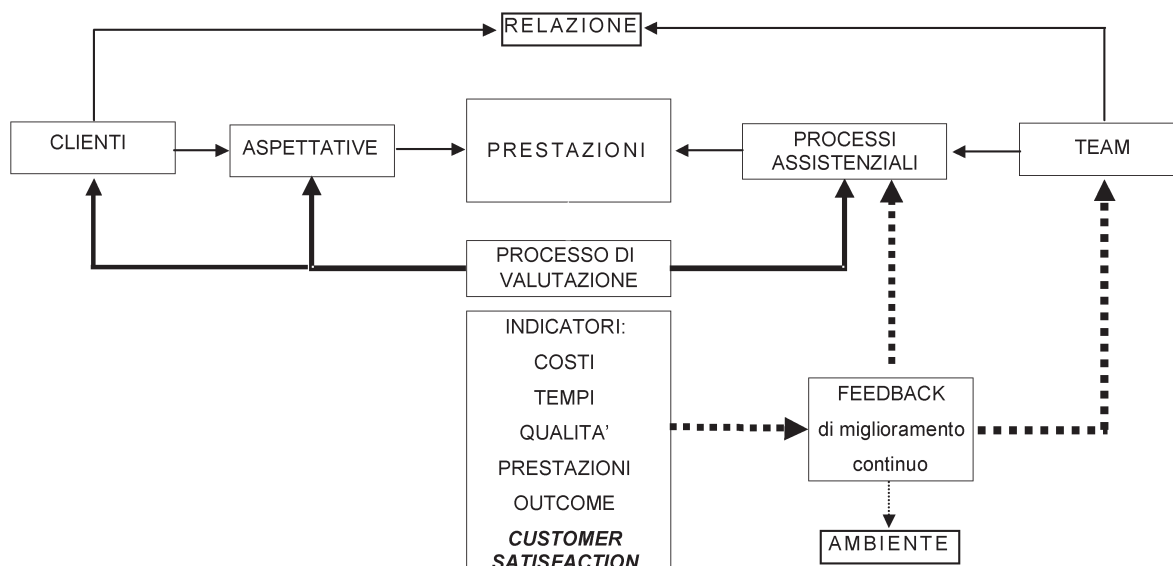 RELAZIONE
CLIENTI
ASPETTATIVE
PRESTAZIONI
PROCESSI
ASSISTENZIALI
TEAM
PROCESSO DI
VALUTAZIONE
INDICATORI:
COSTI
TEMPI
QUALITA'
PRESTAZIONI
OUTCOME
CUSTOMER
SATISFACTION
FEEDBACK
di miglioramento
continuo
AMBIENTE